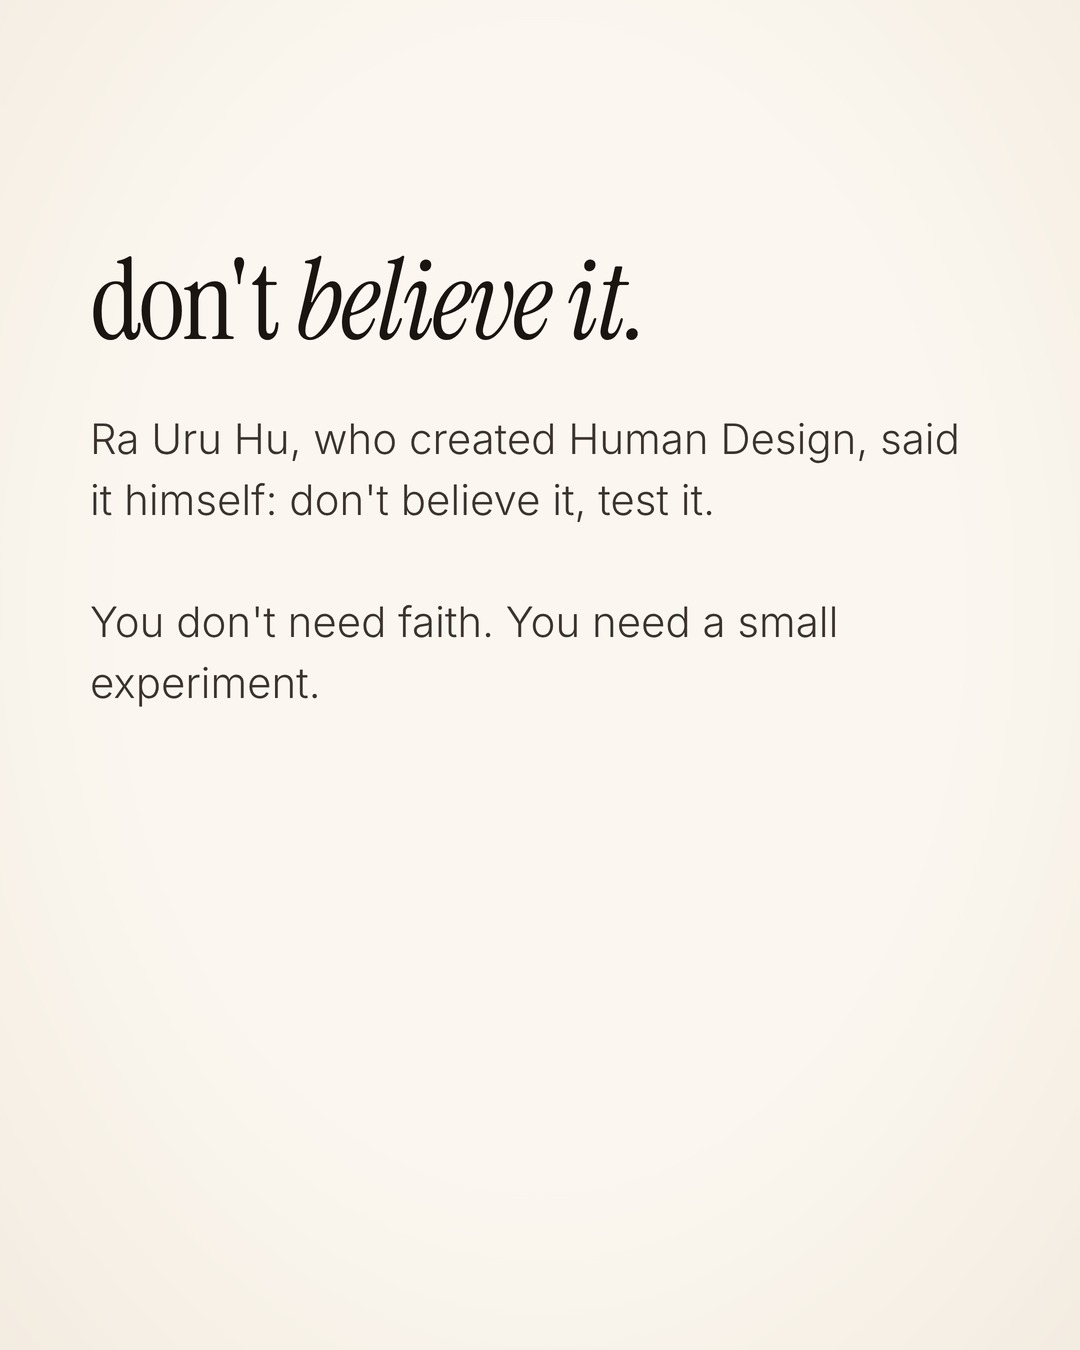 don't believe it.
Ra Uru Hu, who created Human Design, said
it himself: don't believe it, test it.
You don't need faith. You need a small
experiment.